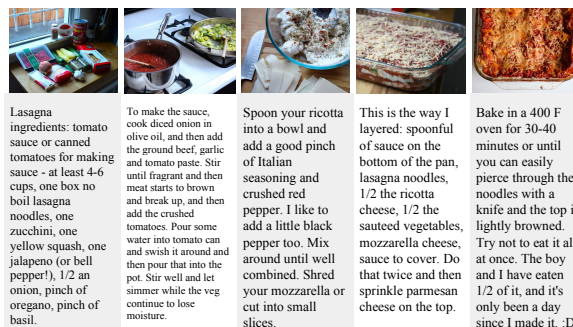 Lasagna
ingredients: tomato
sauce or canned
tomatoes for making
sauce - at least 4-6
cups, one box no
boil lasagna
noodles, one
zucchini, one
yellow squash, one
jalapeno (or bell
pepper!), 1/2 an
onion, pinch of
oregano, pinch of
basil.
To make the sauce,
cook diced onion in
olive oil, and then add
the ground beef, garlic
and tomato paste. Stir
until fragrant and then
meat starts to brown
and break up, and then
add the crushed
tomatoes. Pour some
water into tomato can
and swish it around and
then pour that into the
pot. Stir well and let
simmer while the veg
continue to lose
moisture.
Spoon your ricotta
into a bowl and
add a good pinch
of Italian
seasoning and
crushed red
pepper. I like to
add a little black
pepper too. Mix
around until well
combined. Shred
your mozzarella or
cut into small
slices.
This is the way I
layered: spoonful
of sauce on the
bottom of the pan,
lasagna noodles,
1/2 the ricotta
cheese, 1/2 the
sauteed vegetables,
mozzarella cheese,
sauce to cover. Do
that twice and then
sprinkle parmesan
cheese on the top.
Bake in a 400 F
oven for 30-40
minutes or until
you can easily
pierce through the
noodles with a
knife and the top i
lightly browned.
Try not to eat it al
at once. The boy
and I have eaten
1/2 of it, and it's
only been a day
since I made it. :D